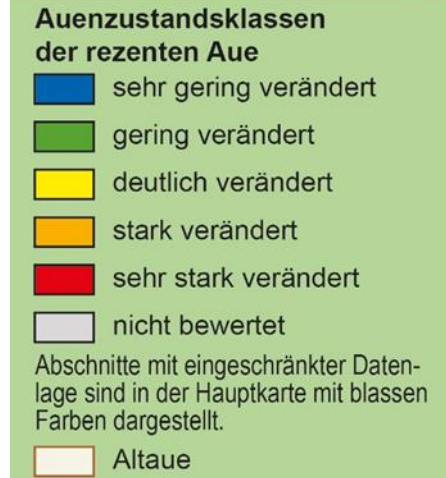 Auenzustandsklassen
der rezenten Aue
sehr gering verändert
gering verändert
deutlich verändert
stark verändert
sehr stark verändert
nicht bewertet
Abschnitte mit eingeschränkter Daten-
lage sind in der Hauptkarte mit blassen
Farben dargestellt.
Altaue